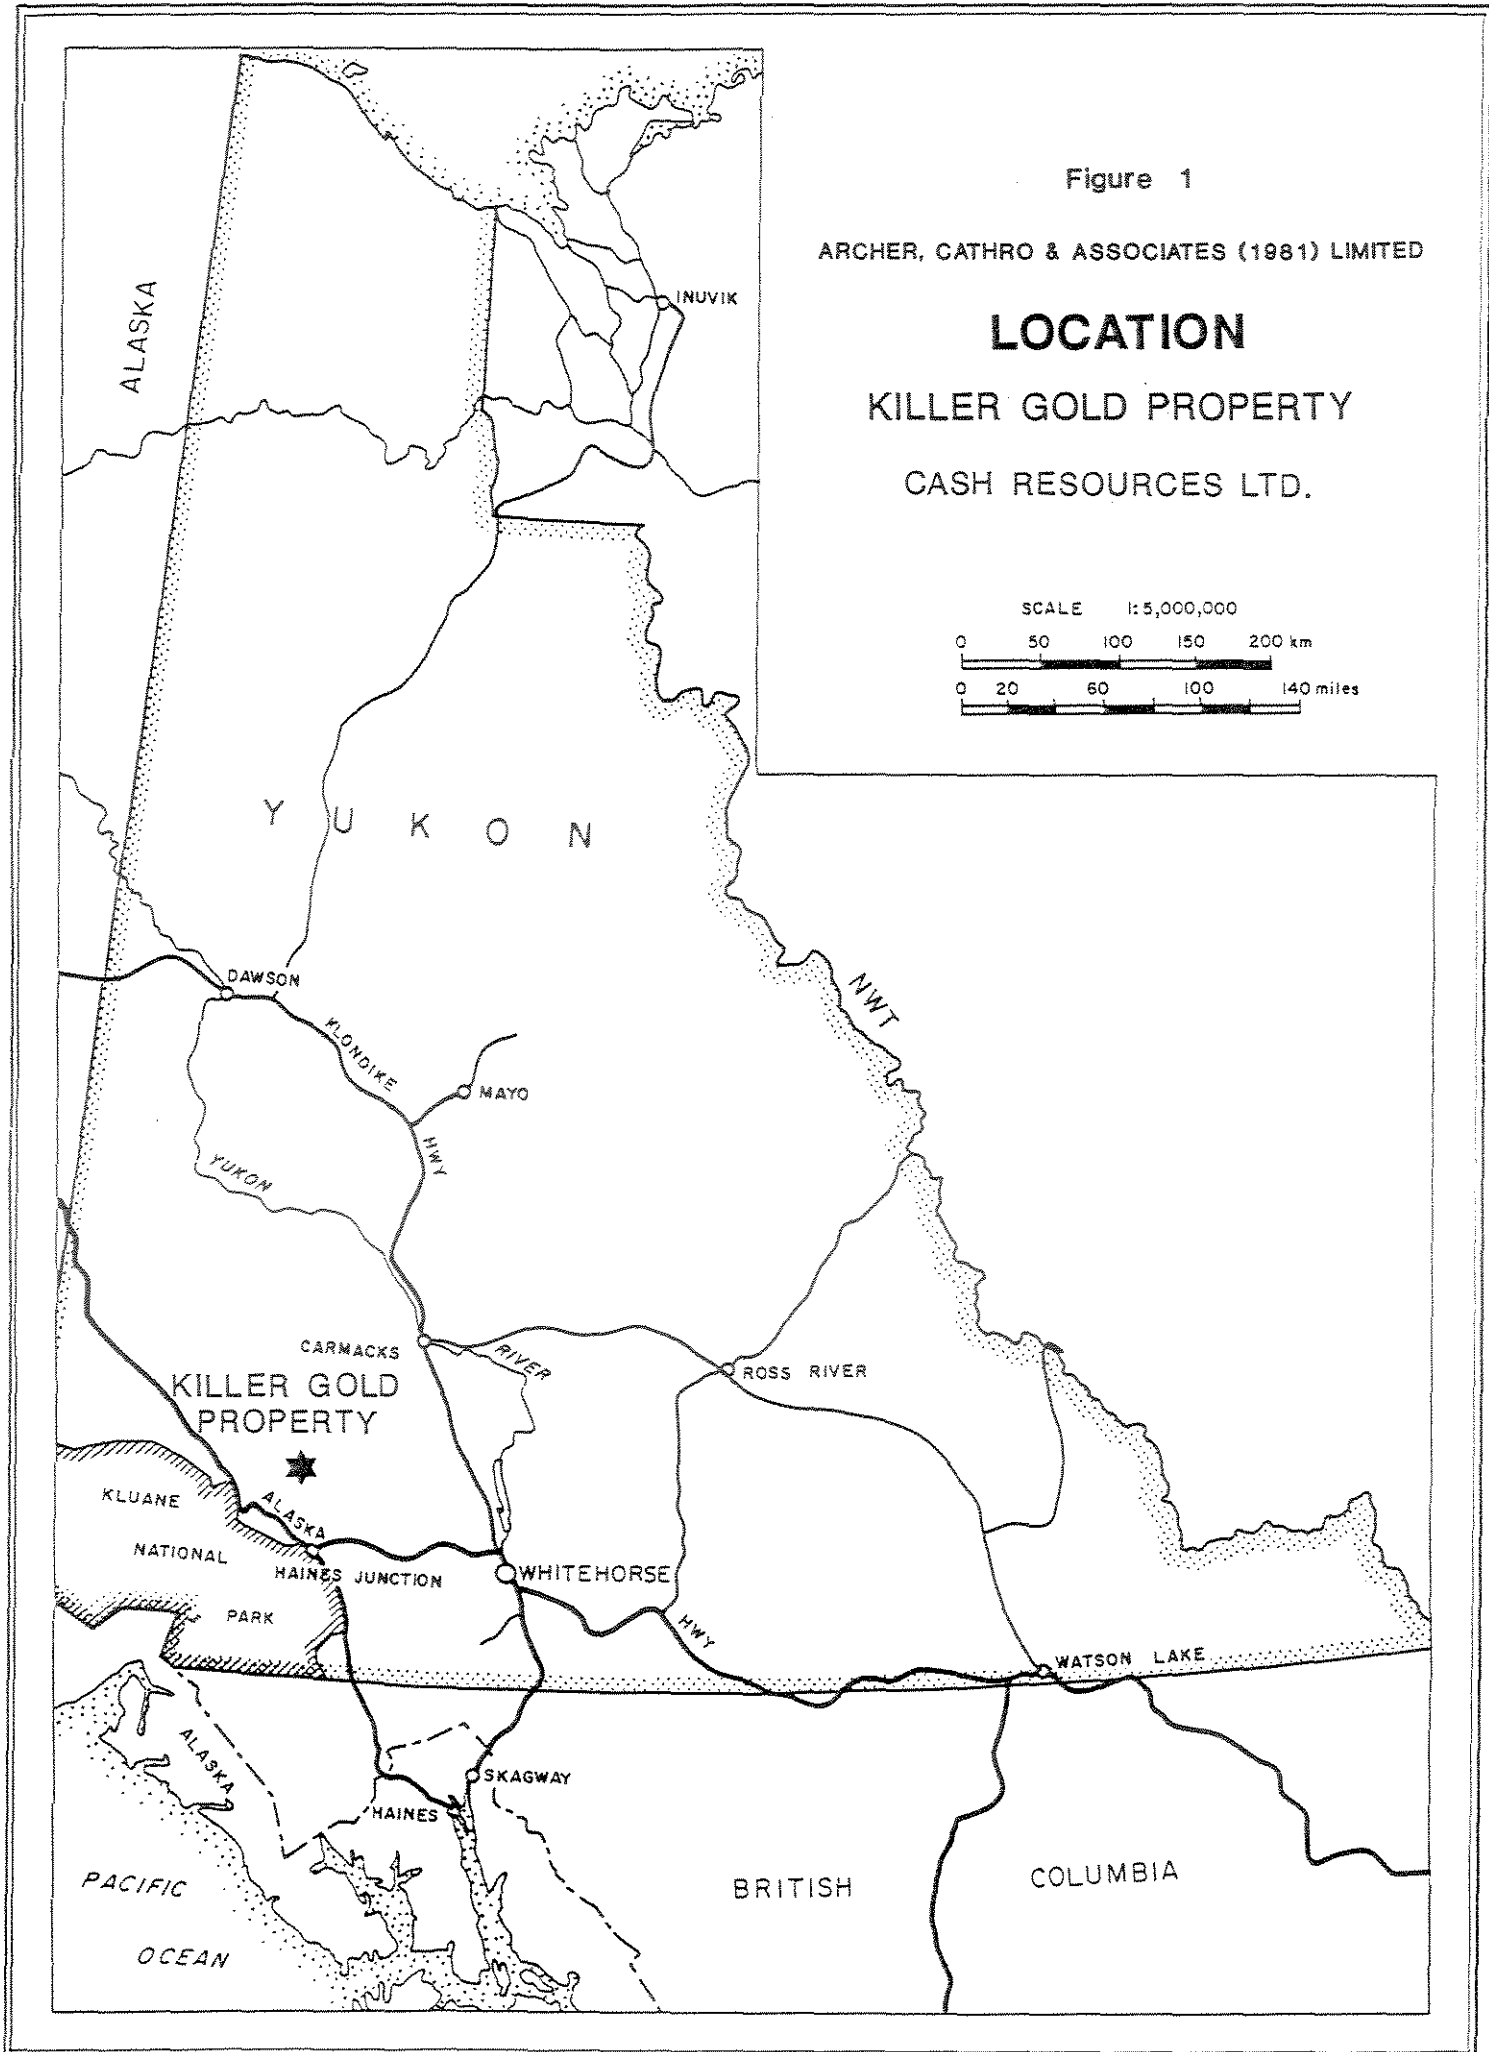 Figure 1
ARCHER, CATHRO & ASSOCIATES (1981) LIMITED
LOCATION
KILLER GOLD PROPERTY
CASH RESOURCES LTD.
SCALE 1:5,000,000
0 50 100 150 200 km
0 20 60 100 140 miles
ALASKA
INUVIK
YUKON
NWT
DAWSON
KLONDIKE
HWY
MAYO
YUKON
RIVER
CARMACKS
ROSS RIVER
KILLER GOLD
PROPERTY
KLUANE
NATIONAL
PARK
ALASKA
HAINES JUNCTION
WHITEHORSE
HWY
WATSON LAKE
ALASKA
SKAGWAY
HAINES
PACIFIC
OCEAN
BRITISH
COLUMBIA